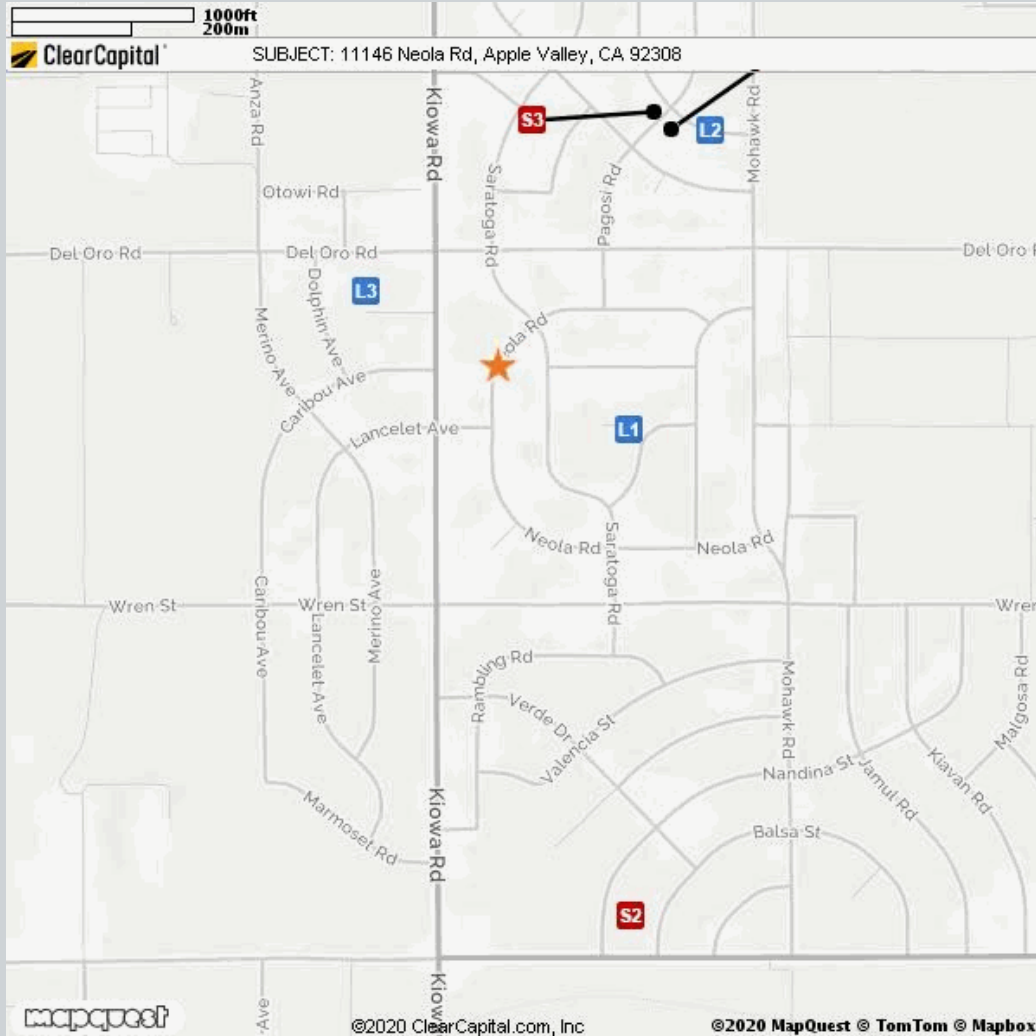 1000ft
200m
ClearCapital
SUBJECT: 11146 Neola Rd, Apple Valley, CA 92308
Anza Rd
Kiowa Rd
S3
L2
Mohawk Rd
Otowi Rd
Saratoga Rd
Pagosi Rd
Del Oro Rd
Del Oro Rd
Del Oro R
L3
Dolphin Ave
Merino Ave
ola Rd
Caribou Ave
Lancelet Ave
L1
Neola Rd
Saratoga Rd
Neola Rd
Wren St
Wren St
Wren
Caribou Ave
Lancelet Ave
Merino Ave
Rambling Rd
Verde Dr
Valencia St
Mohawk Rd
Malgosa Rd
Nandina St
Jamul Rd
Kiavan Rd
Marmoset Rd
Kiowa Rd
Balsa St
S2
Ave
Kiow
mapquest
©2020 ClearCapital.com, Inc
©2020 MapQuest © TomTom © Mapbox